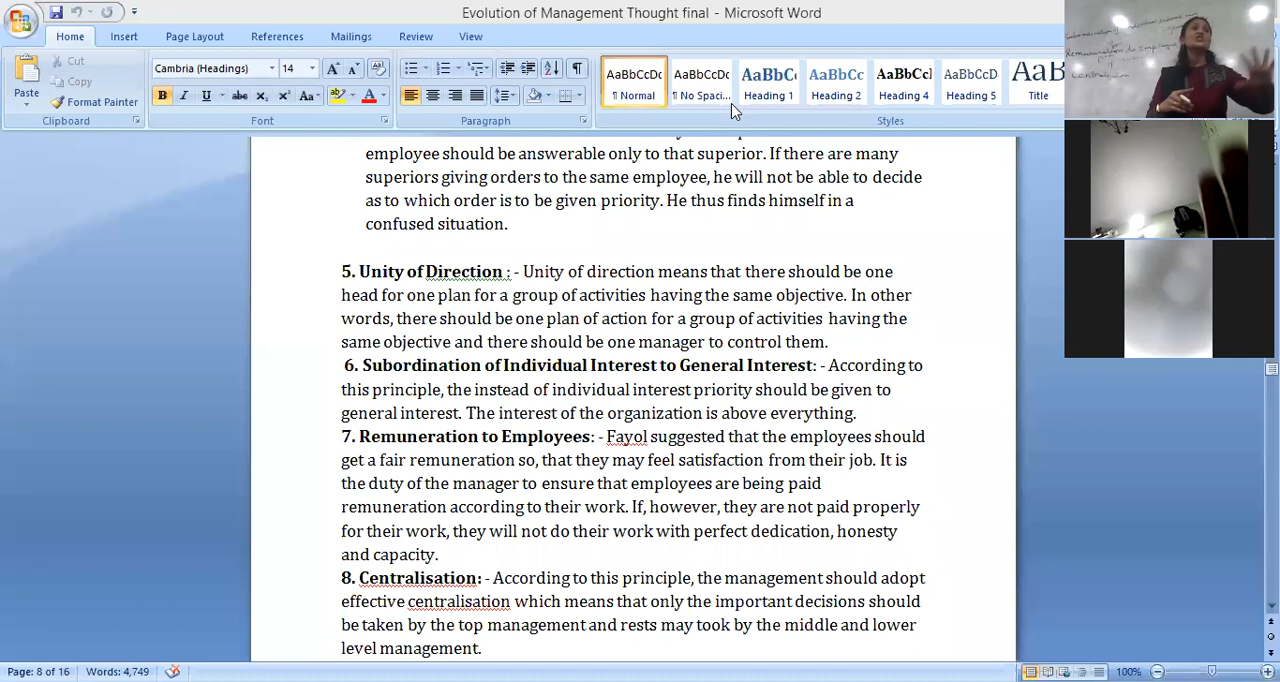 Evolution of Management Thought final - Microsoft Word
Home Insert Page Layout References Mailings Review View
Cut
Copy
Format Painter
Paste
Clipboard
Cambria (Headings) 14
B I U abc X₂ X² Aa
Font
Paragraph
AaBbCcDc AaBbCcDc AaBbC AaBbCc AaBbCcI AaBbCcD AaBb
¶ Normal ¶ No Spaci... Heading 1 Heading 2 Heading 4 Heading 5 Title
Styles
employee should be answerable only to that superior. If there are many
superiors giving orders to the same employee, he will not be able to decide
as to which order is to be given priority. He thus finds himself in a
confused situation.
5. Unity of Direction : - Unity of direction means that there should be one
head for one plan for a group of activities having the same objective. In other
words, there should be one plan of action for a group of activities having the
same objective and there should be one manager to control them.
6. Subordination of Individual Interest to General Interest: - According to
this principle, the instead of individual interest priority should be given to
general interest. The interest of the organization is above everything.
7. Remuneration to Employees: - Fayol suggested that the employees should
get a fair remuneration so, that they may feel satisfaction from their job. It is
the duty of the manager to ensure that employees are being paid
remuneration according to their work. If, however, they are not paid properly
for their work, they will not do their work with perfect dedication, honesty
and capacity.
8. Centralisation: - According to this principle, the management should adopt
effective centralisation which means that only the important decisions should
be taken by the top management and rests may took by the middle and lower
level management.
Page: 8 of 16 Words: 4,749 100%